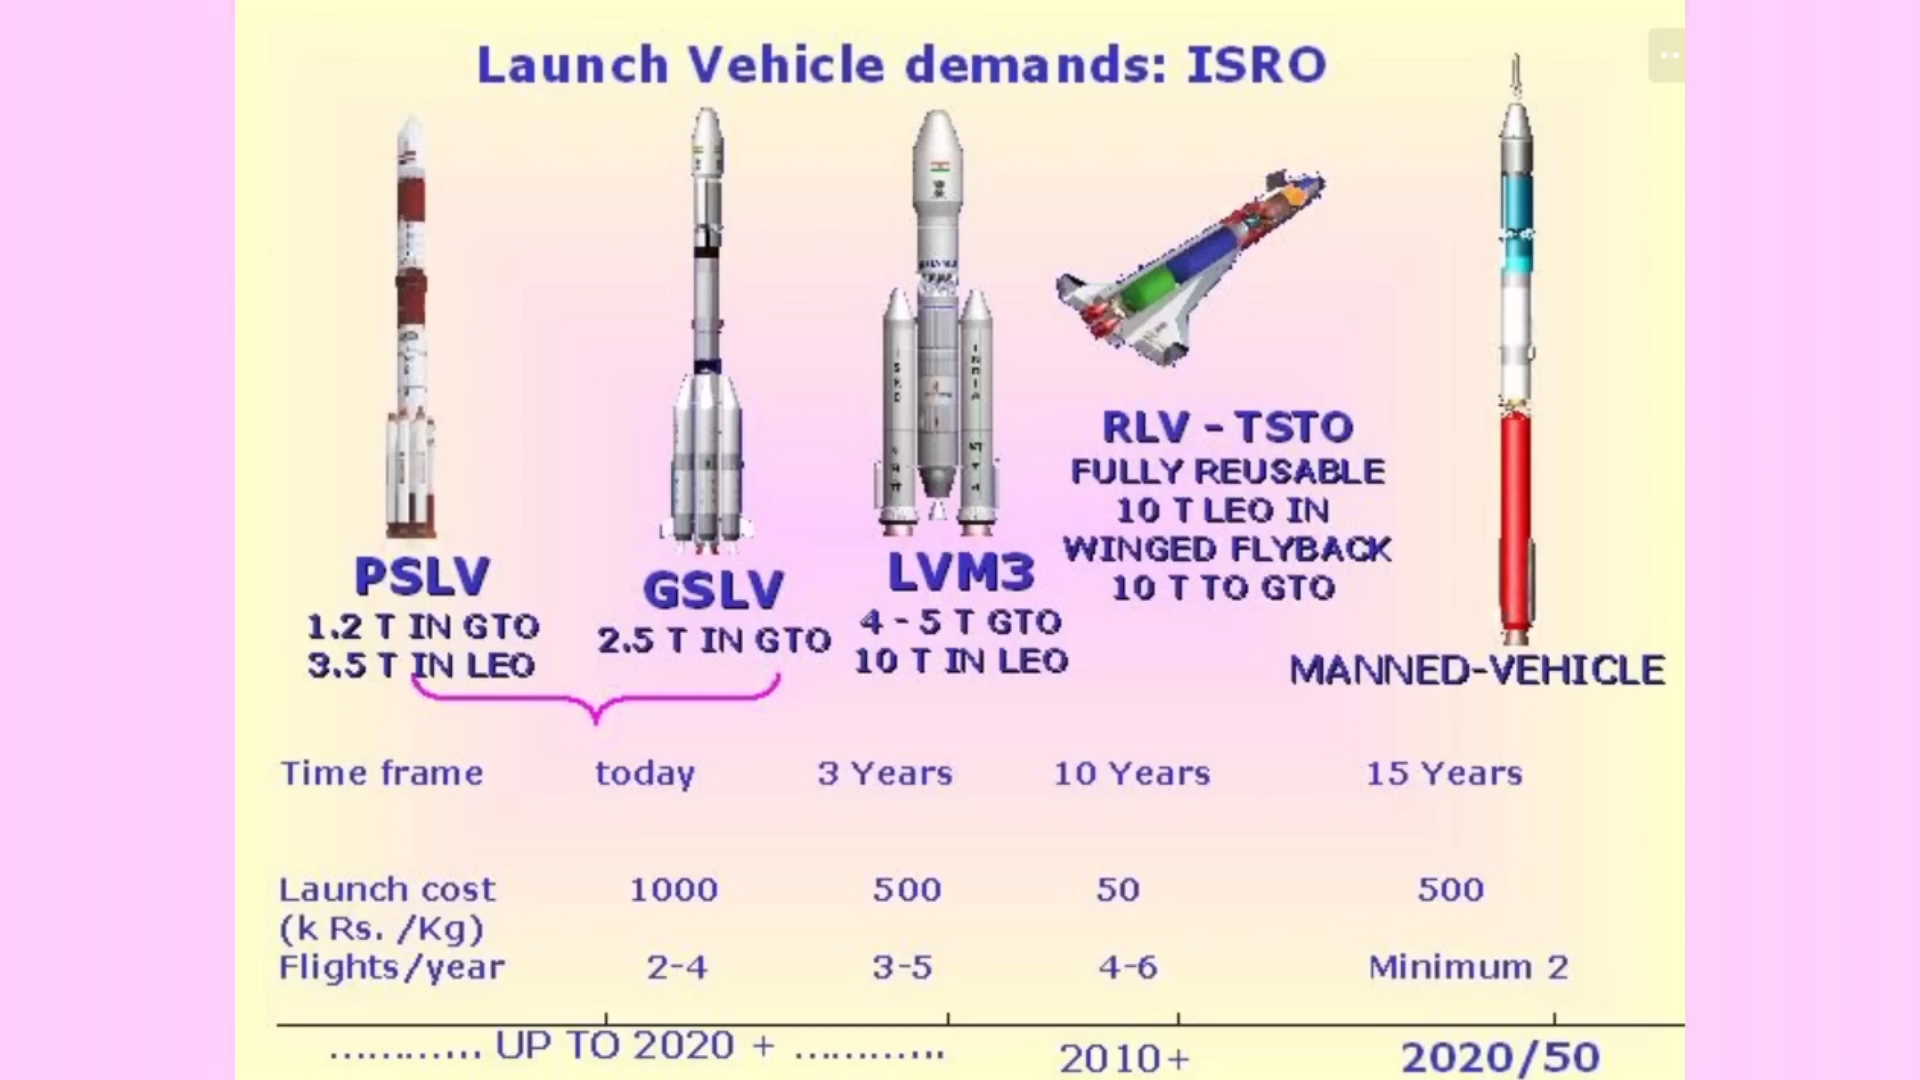 Launch Vehicle demands: ISRO
PSLV
1.2 T IN GTO
3.5 T IN LEO
GSLV
2.5 T IN GTO
LVM3
4 - 5 T GTO
10 T IN LEO
RLV - TSTO
FULLY REUSABLE
10 T LEO IN
WINGED FLYBACK
10 T TO GTO
MANNED-VEHICLE
Time frame today 3 Years 10 Years 15 Years
Launch cost 1000 500 50 500
(k Rs. /Kg)
Flights/year 2-4 3-5 4-6 Minimum 2
............ UP TO 2020 + ............
2010+
2020/50